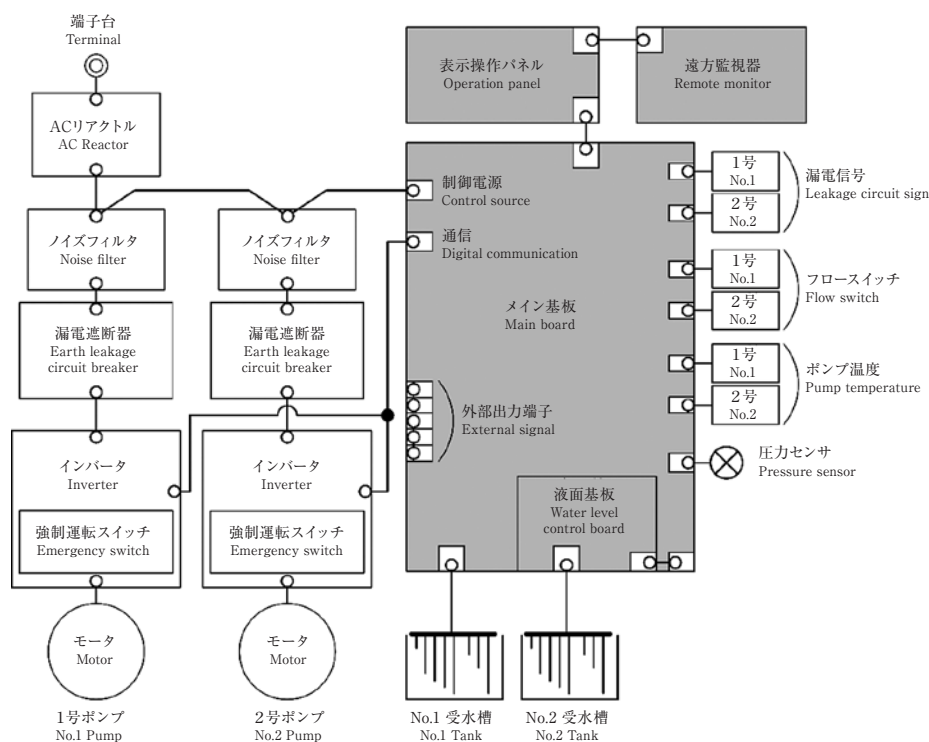 端子台
Terminal
ACリアクトル
AC Reactor
ノイズフィルタ
Noise filter
漏電遮断器
Earth leakage
circuit breaker
インバータ
Inverter
強制運転スイッチ
Emergency switch
モータ
Motor
1号ポンプ
No.1 Pump
ノイズフィルタ
Noise filter
漏電遮断器
Earth leakage
circuit breaker
インバータ
Inverter
強制運転スイッチ
Emergency switch
モータ
Motor
2号ポンプ
No.2 Pump
表示操作パネル
Operation panel
遠方監視器
Remote monitor
制御電源
Control source
通信
Digital communication
メイン基板
Main board
外部出力端子
External signal
液面基板
Water level
control board
1号
No.1
2号
No.2
漏電信号
Leakage circuit sign
1号
No.1
2号
No.2
フロースイッチ
Flow switch
1号
No.1
2号
No.2
ポンプ温度
Pump temperature
圧力センサ
Pressure sensor
No.1 受水槽
No.1 Tank
No.2 受水槽
No.2 Tank